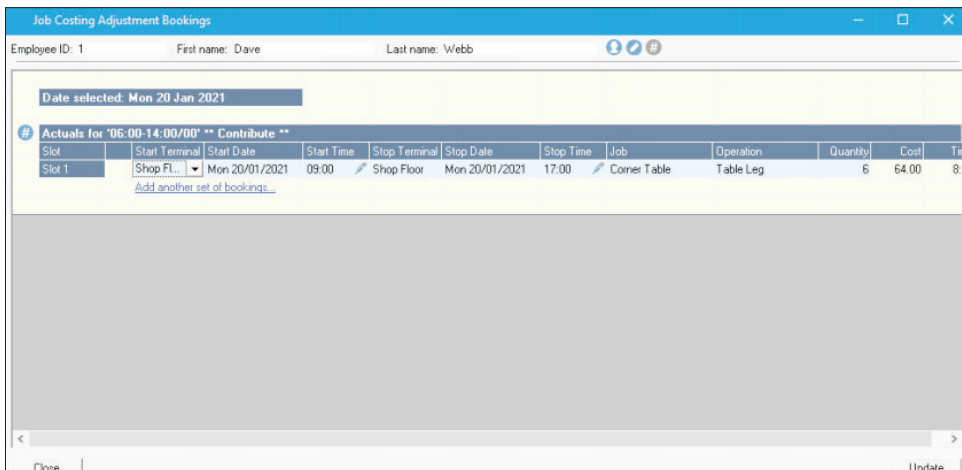 Job Costing Adjustment Bookings
Employee ID: 1 First name: Dave Last name: Webb
Date selected: Mon 20 Jan 2021
# Actuals for '06:00-14:00/00' ** Contribute **
Slot Start Terminal Start Date Start Time Stop Terminal Stop Date Stop Time Job Operation Quantity Cost Ti
Slot 1 Shop Fl... Mon 20/01/2021 09:00 Shop Floor Mon 20/01/2021 17:00 Corner Table Table Leg 6 64.00 8:
Add another set of bookings...
Close Update